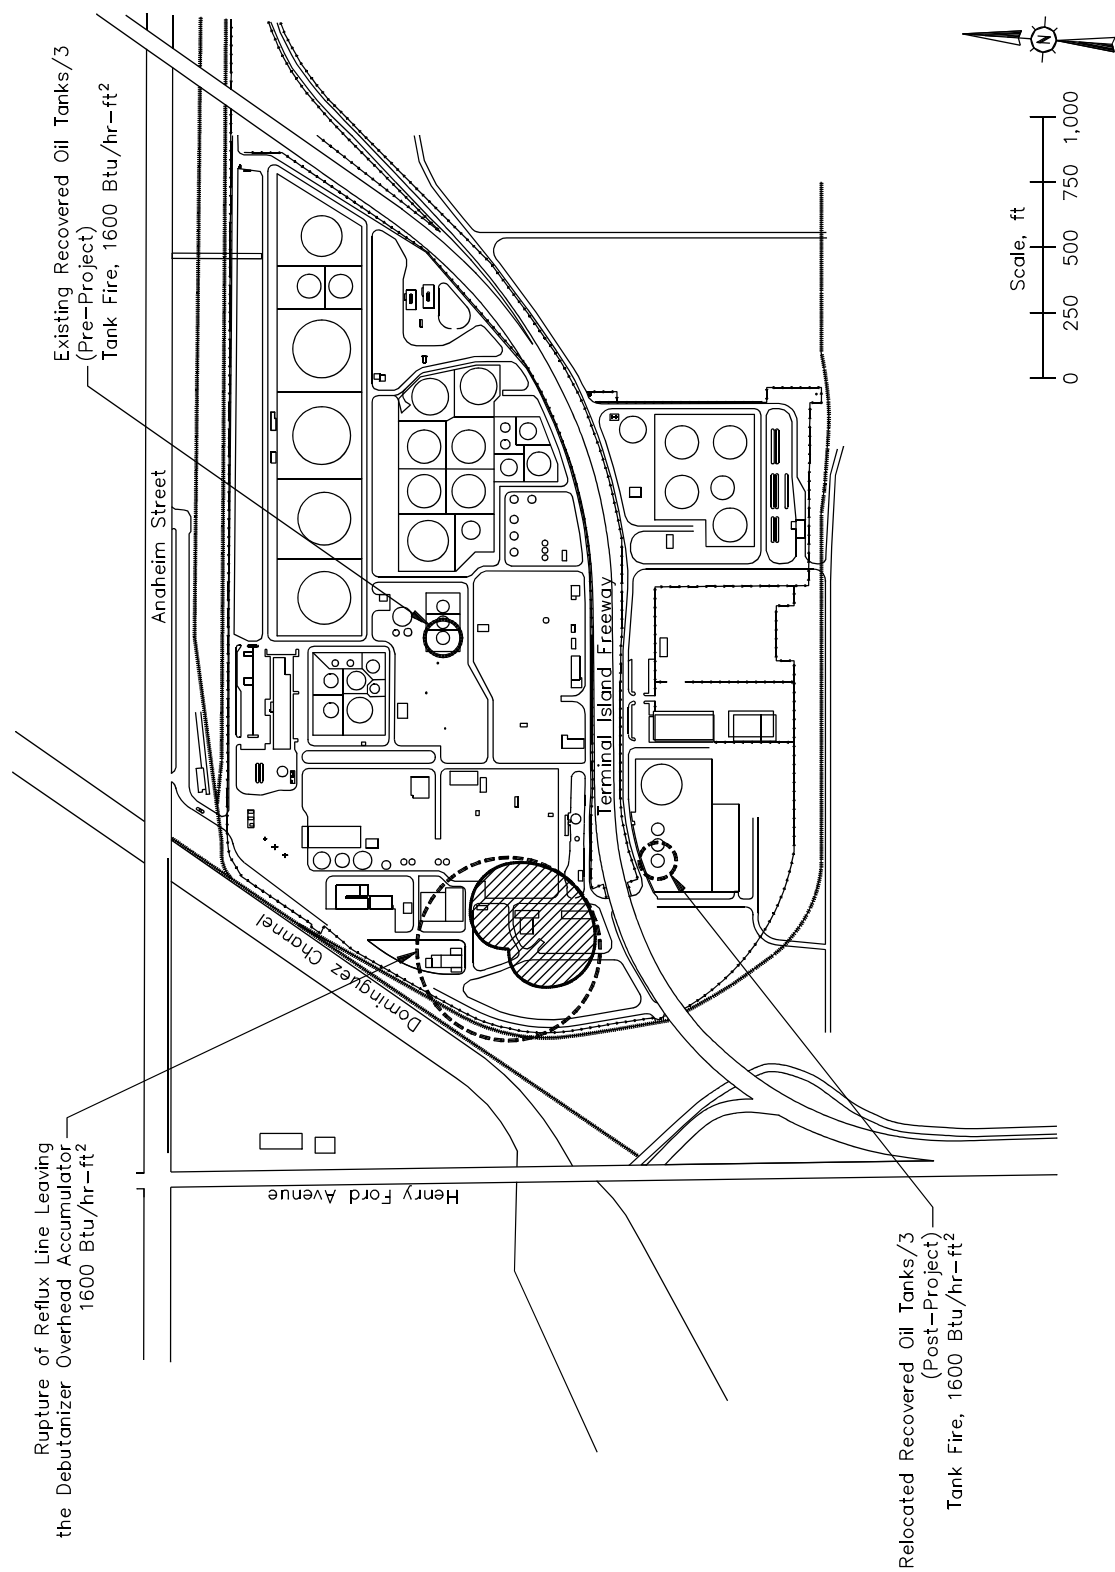 Existing Recovered Oil Tanks/3
(Pre-Project)
Tank Fire, 1600 Btu/hr-ft²
Anaheim Street
N
Scale, ft
0 250 500 750 1,000
Terminal Island Freeway
Dominguez Channel
Henry Ford Avenue
Rupture of Reflux Line Leaving
the Debutanizer Overhead Accumulator
1600 Btu/hr-ft²
Relocated Recovered Oil Tanks/3
(Post-Project)
Tank Fire, 1600 Btu/hr-ft²